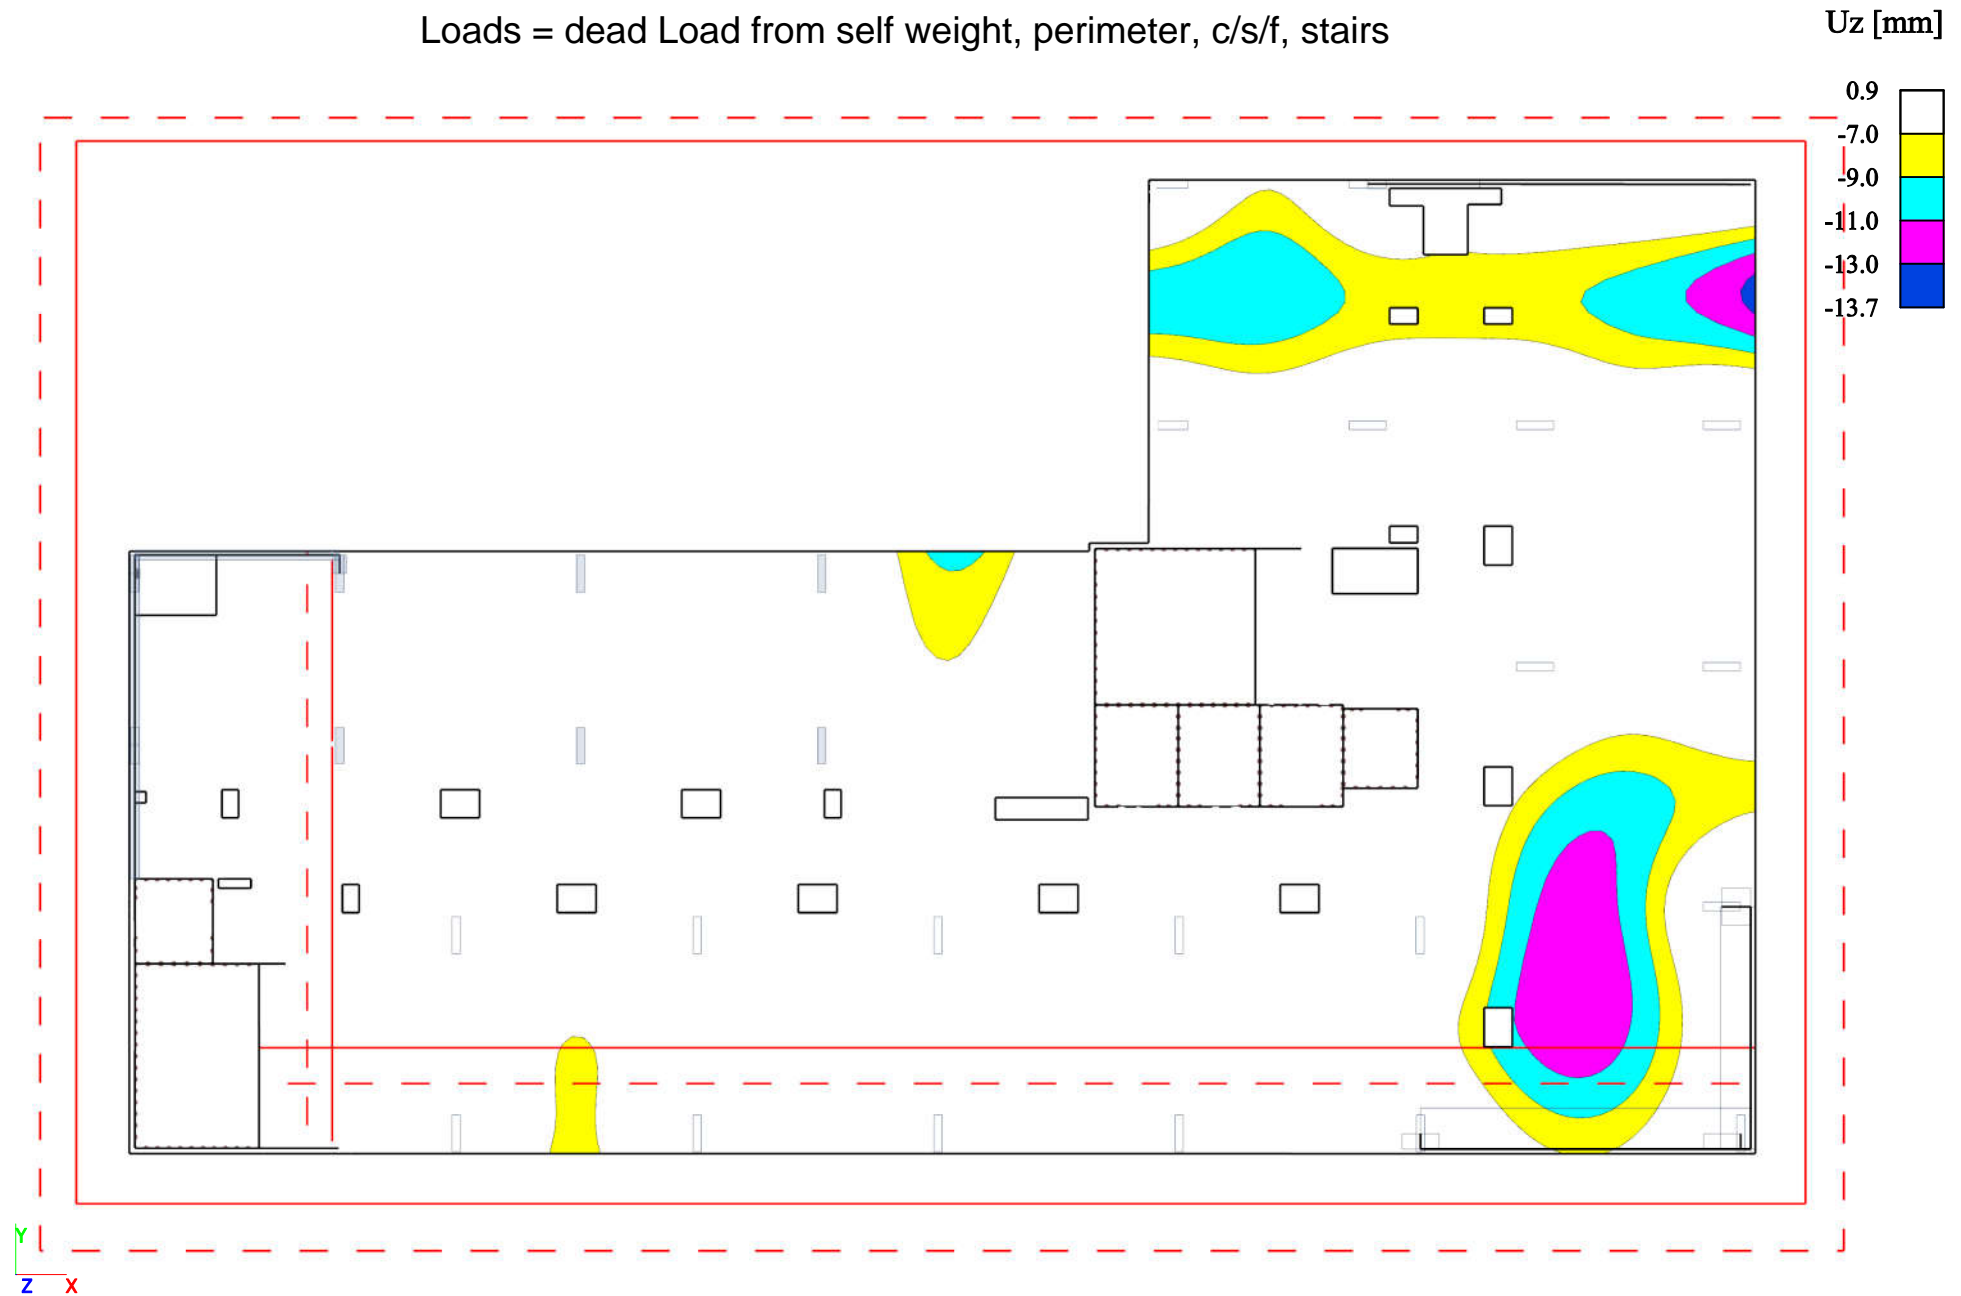 Loads = dead Load from self weight, perimeter, c/s/f, stairs
Uz [mm]
0.9
-7.0
-9.0
-11.0
-13.0
-13.7
Y
Z X